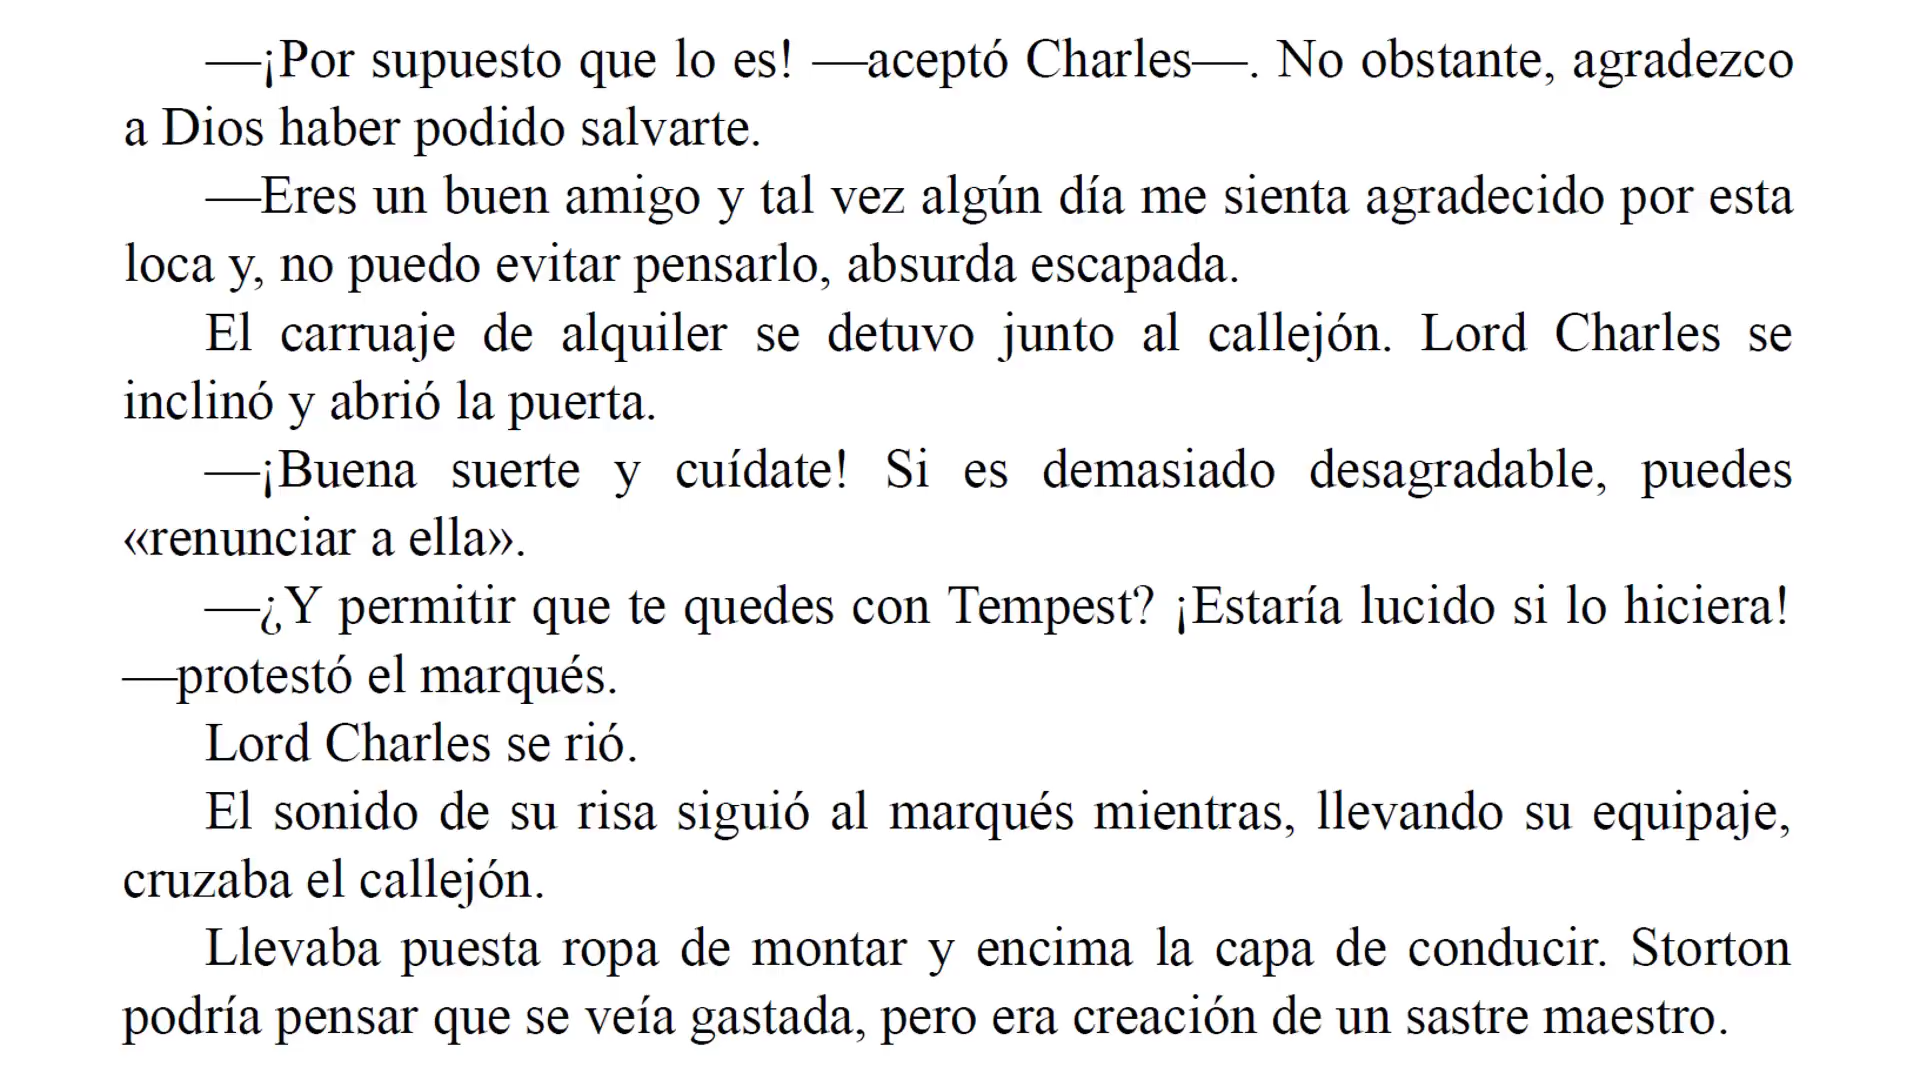 —¡Por supuesto que lo es! —aceptó Charles—. No obstante, agradezco
a Dios haber podido salvarte.
—Eres un buen amigo y tal vez algún día me sienta agradecido por esta
loca y, no puedo evitar pensarlo, absurda escapada.
El carruaje de alquiler se detuvo junto al callejón. Lord Charles se
inclinó y abrió la puerta.
—¡Buena suerte y cuídate! Si es demasiado desagradable, puedes
«renunciar a ella».
—¿Y permitir que te quedes con Tempest? ¡Estaría lucido si lo hiciera!
—protestó el marqués.
Lord Charles se rió.
El sonido de su risa siguió al marqués mientras, llevando su equipaje,
cruzaba el callejón.
Llevaba puesta ropa de montar y encima la capa de conducir. Storton
podría pensar que se veía gastada, pero era creación de un sastre maestro.